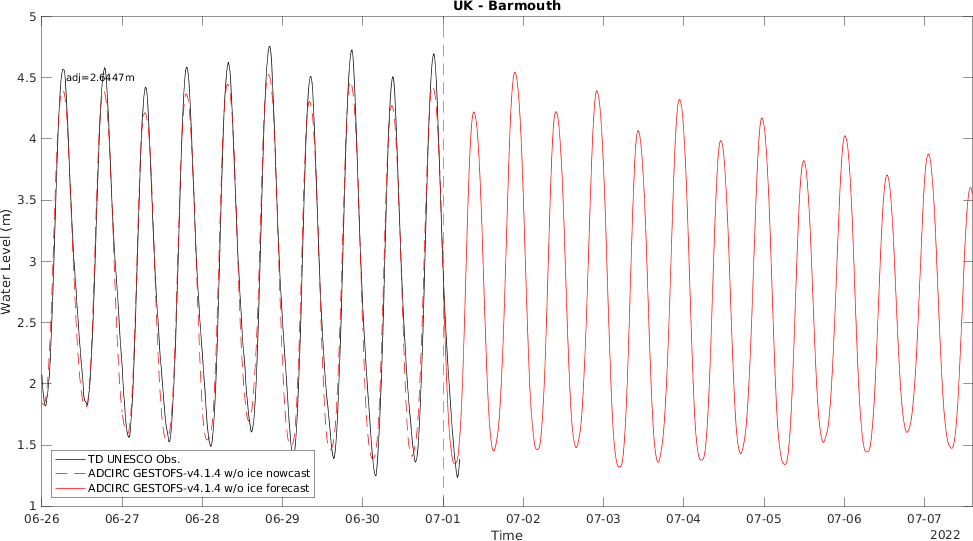 UK - Barmouth
5
4.5
4
3.5
3
2.5
2
1.5
1
Water Level (m)
adj=2.6447m
TD UNESCO Obs.
ADCIRC GESTOFS-v4.1.4 w/o ice nowcast
ADCIRC GESTOFS-v4.1.4 w/o ice forecast
06-26 06-27 06-28 06-29 06-30 07-01 07-02 07-03 07-04 07-05 07-06 07-07
Time
2022